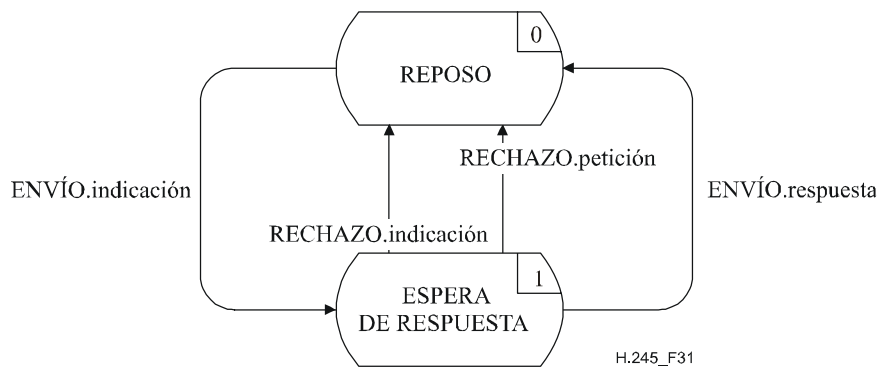 0
REPOSO
RECHAZO.petición
ENVÍO.indicación
ENVÍO.respuesta
RECHAZO.indicación
1
ESPERA
DE RESPUESTA
H.245_F31